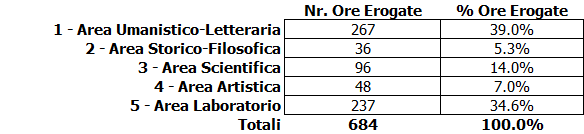 Nr. Ore Erogate % Ore Erogate
1 - Area Umanistico-Letteraria 267 39.0%
2 - Area Storico-Filosofica 36 5.3%
3 - Area Scientifica 96 14.0%
4 - Area Artistica 48 7.0%
5 - Area Laboratorio 237 34.6%
Totali 684 100.0%